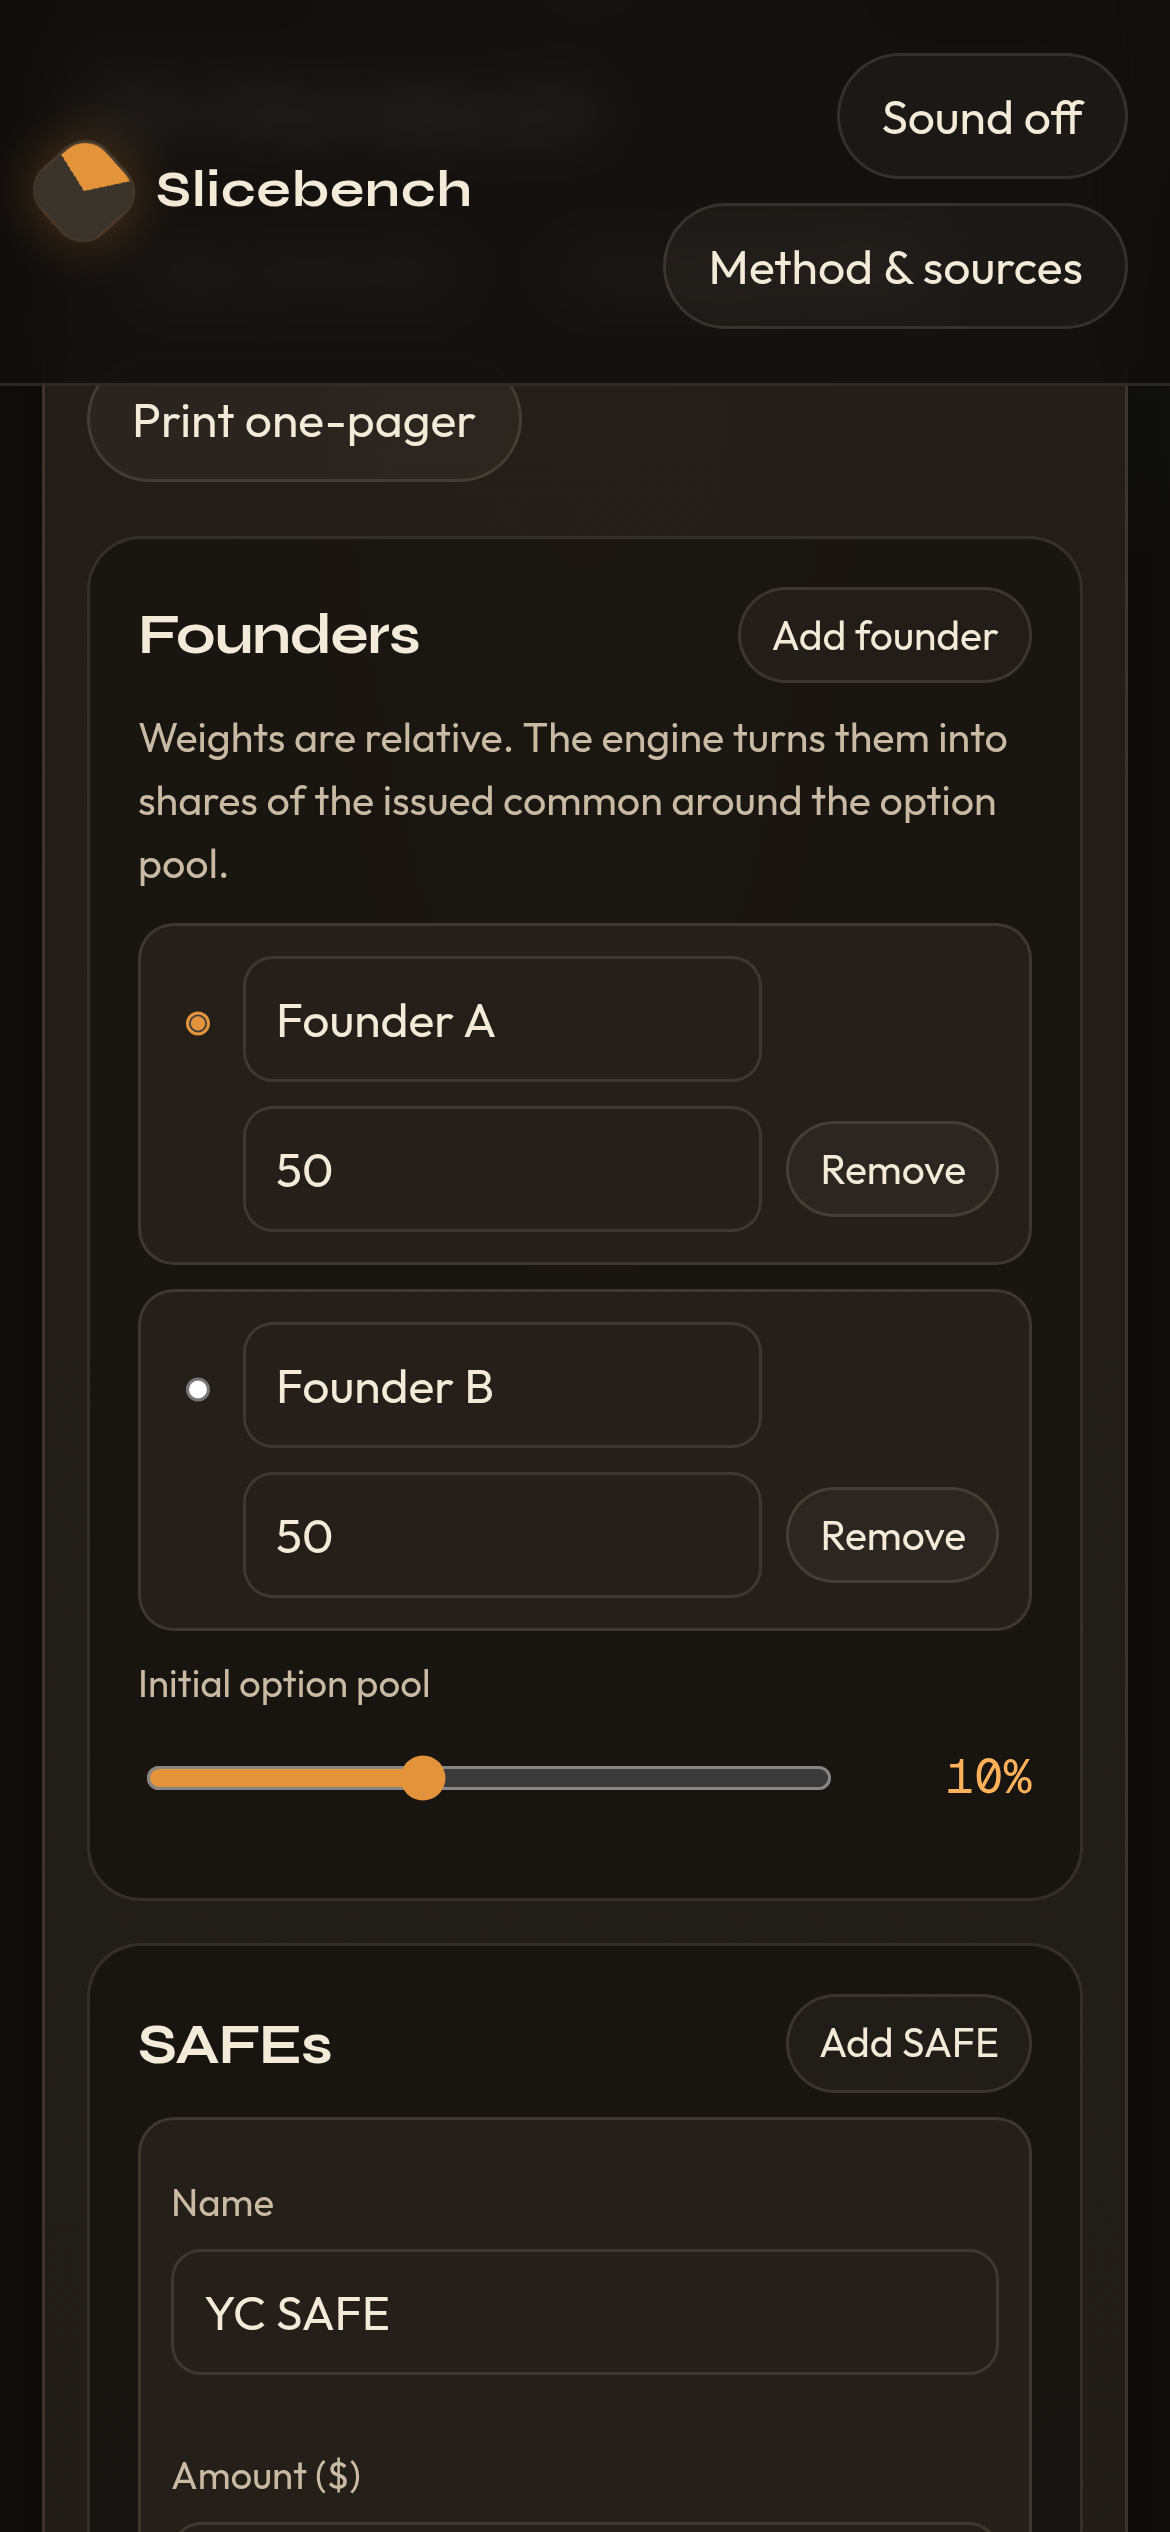 Sound off
Slicebench
Method & sources
Print one-pager
Founders
Add founder
Weights are relative. The engine turns them into
shares of the issued common around the option
pool.
Founder A
50
Remove
Founder B
50
Remove
Initial option pool
10%
SAFEs
Add SAFE
Name
YC SAFE
Amount ($)